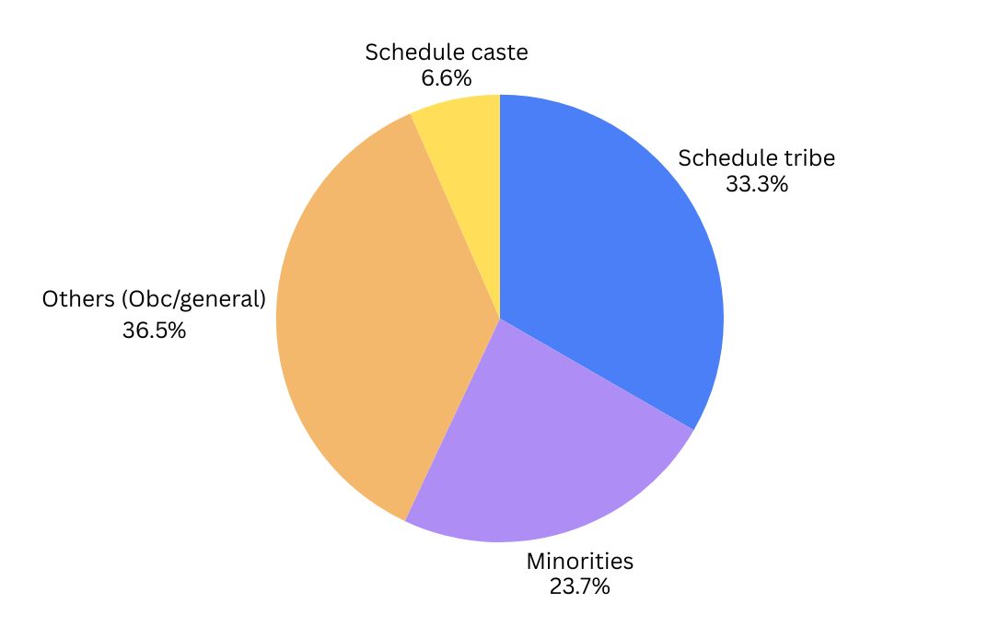 Schedule caste
6.6%
Schedule tribe
33.3%
Others (Obc/general)
36.5%
Minorities
23.7%